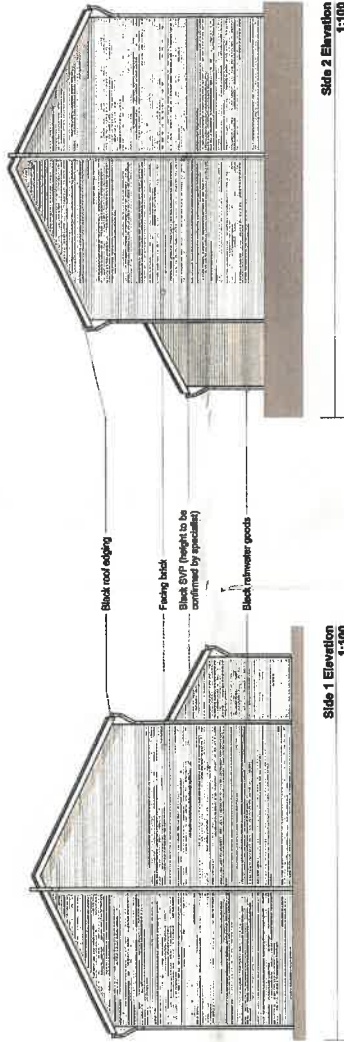 Black roof edging
Facing brick
Black SVP (height to be
confirmed by specialist)
Black rainwater goods
Side 1 Elevation
1:100
Side 2 Elevation
1:100